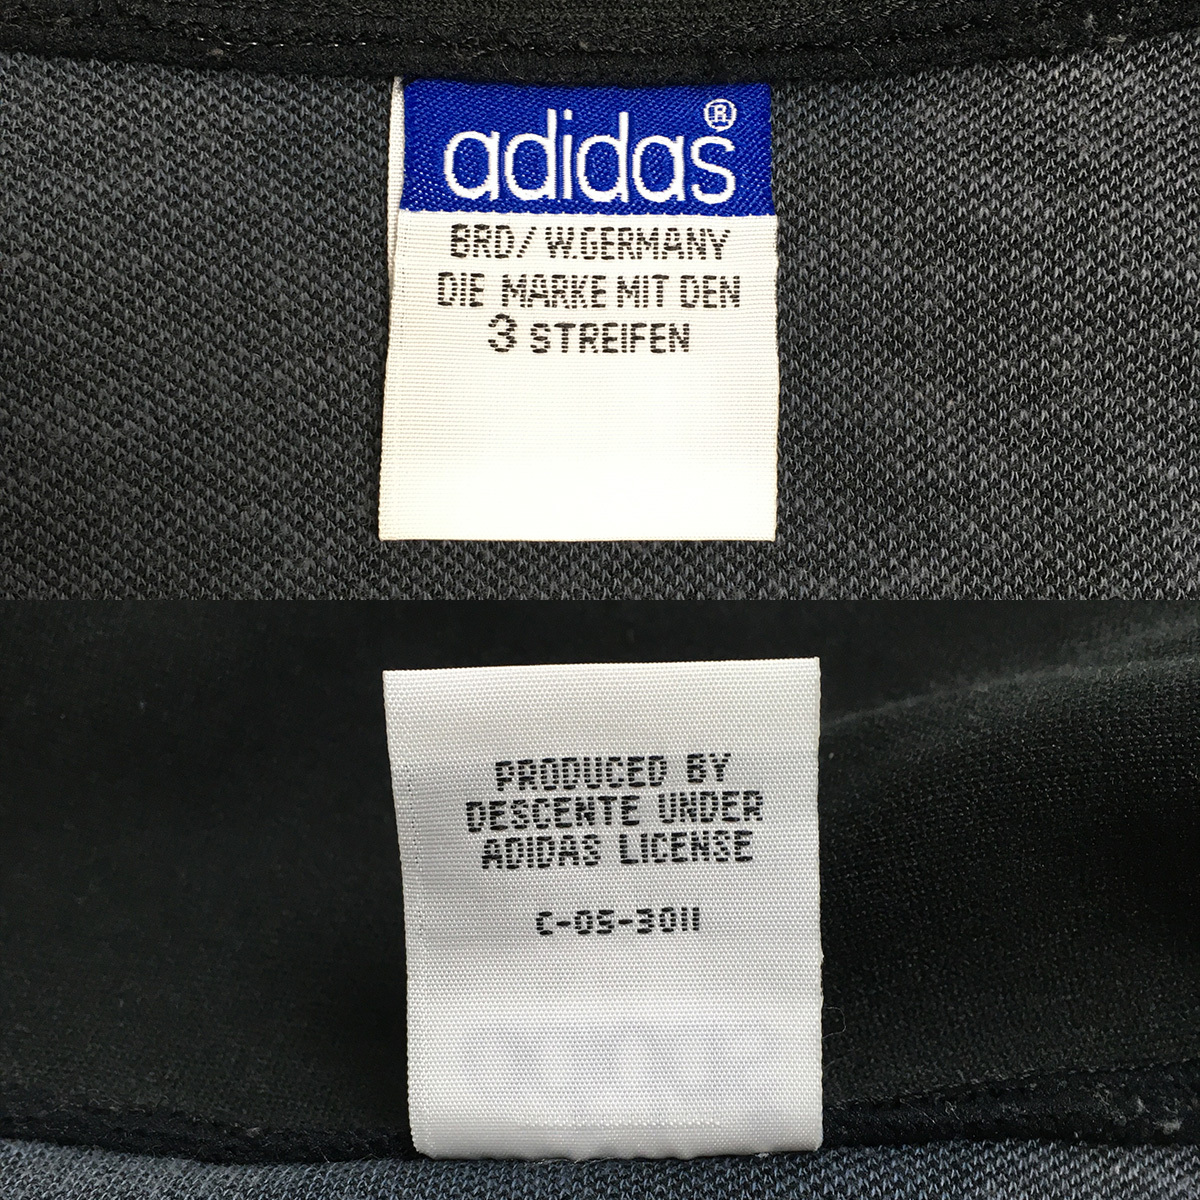 adidas®
BRD/W.GERMANY
DIE MARKE MIT DEN
3 STREIFEN
PRODUCED BY
DESCENTE UNDER
ADIDAS LICENSE
C-05-3011